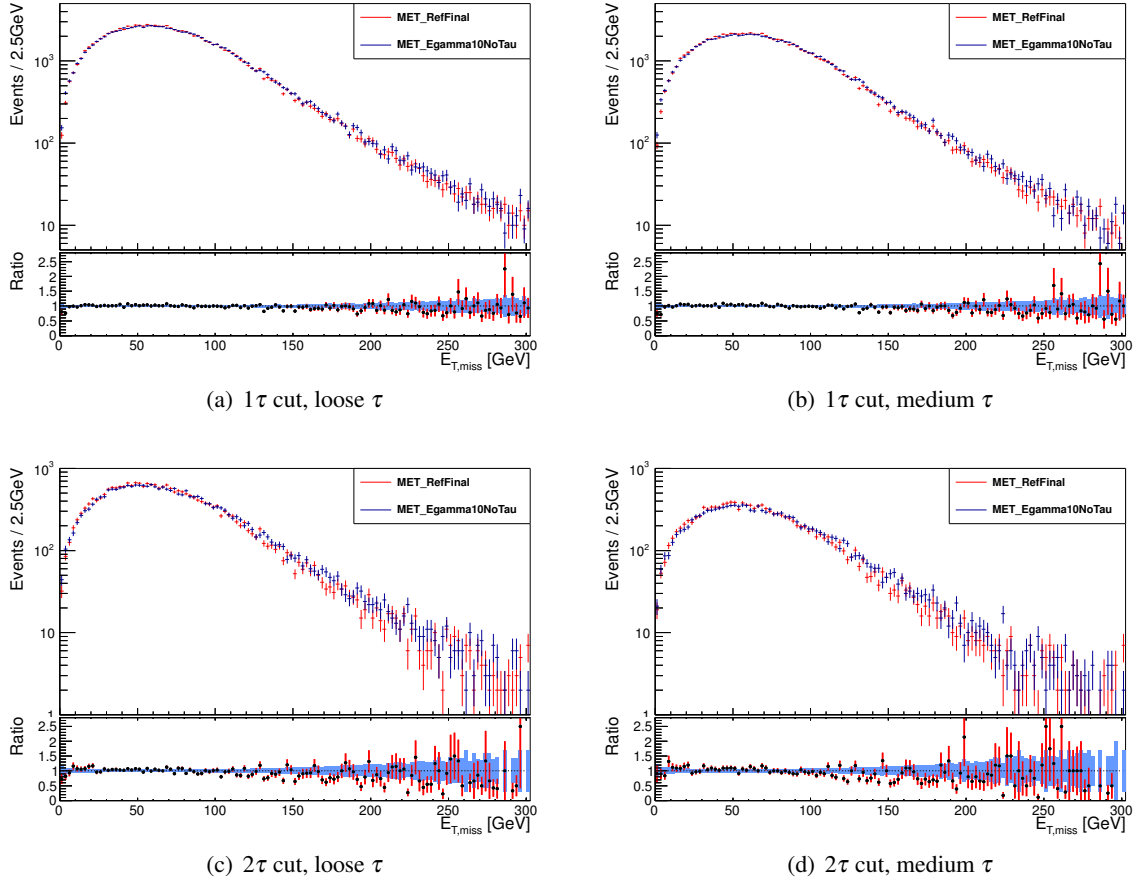 Events / 2.5GeV
10³
10²
10
MET_RefFinal
MET_Egamma10NoTau
Ratio
2.5
2
1.5
1
0.5
0
0 50 100 150 200 250 300
E_T,miss [GeV]
(a) 1τ cut, loose τ
Events / 2.5GeV
10³
10²
10
MET_RefFinal
MET_Egamma10NoTau
Ratio
2.5
2
1.5
1
0.5
0
0 50 100 150 200 250 300
E_T,miss [GeV]
(b) 1τ cut, medium τ
Events / 2.5GeV
10³
10²
10
1
MET_RefFinal
MET_Egamma10NoTau
Ratio
2.5
2
1.5
1
0.5
0
0 50 100 150 200 250 300
E_T,miss [GeV]
(c) 2τ cut, loose τ
Events / 2.5GeV
10³
10²
10
1
MET_RefFinal
MET_Egamma10NoTau
Ratio
2.5
2
1.5
1
0.5
0
0 50 100 150 200 250 300
E_T,miss [GeV]
(d) 2τ cut, medium τ